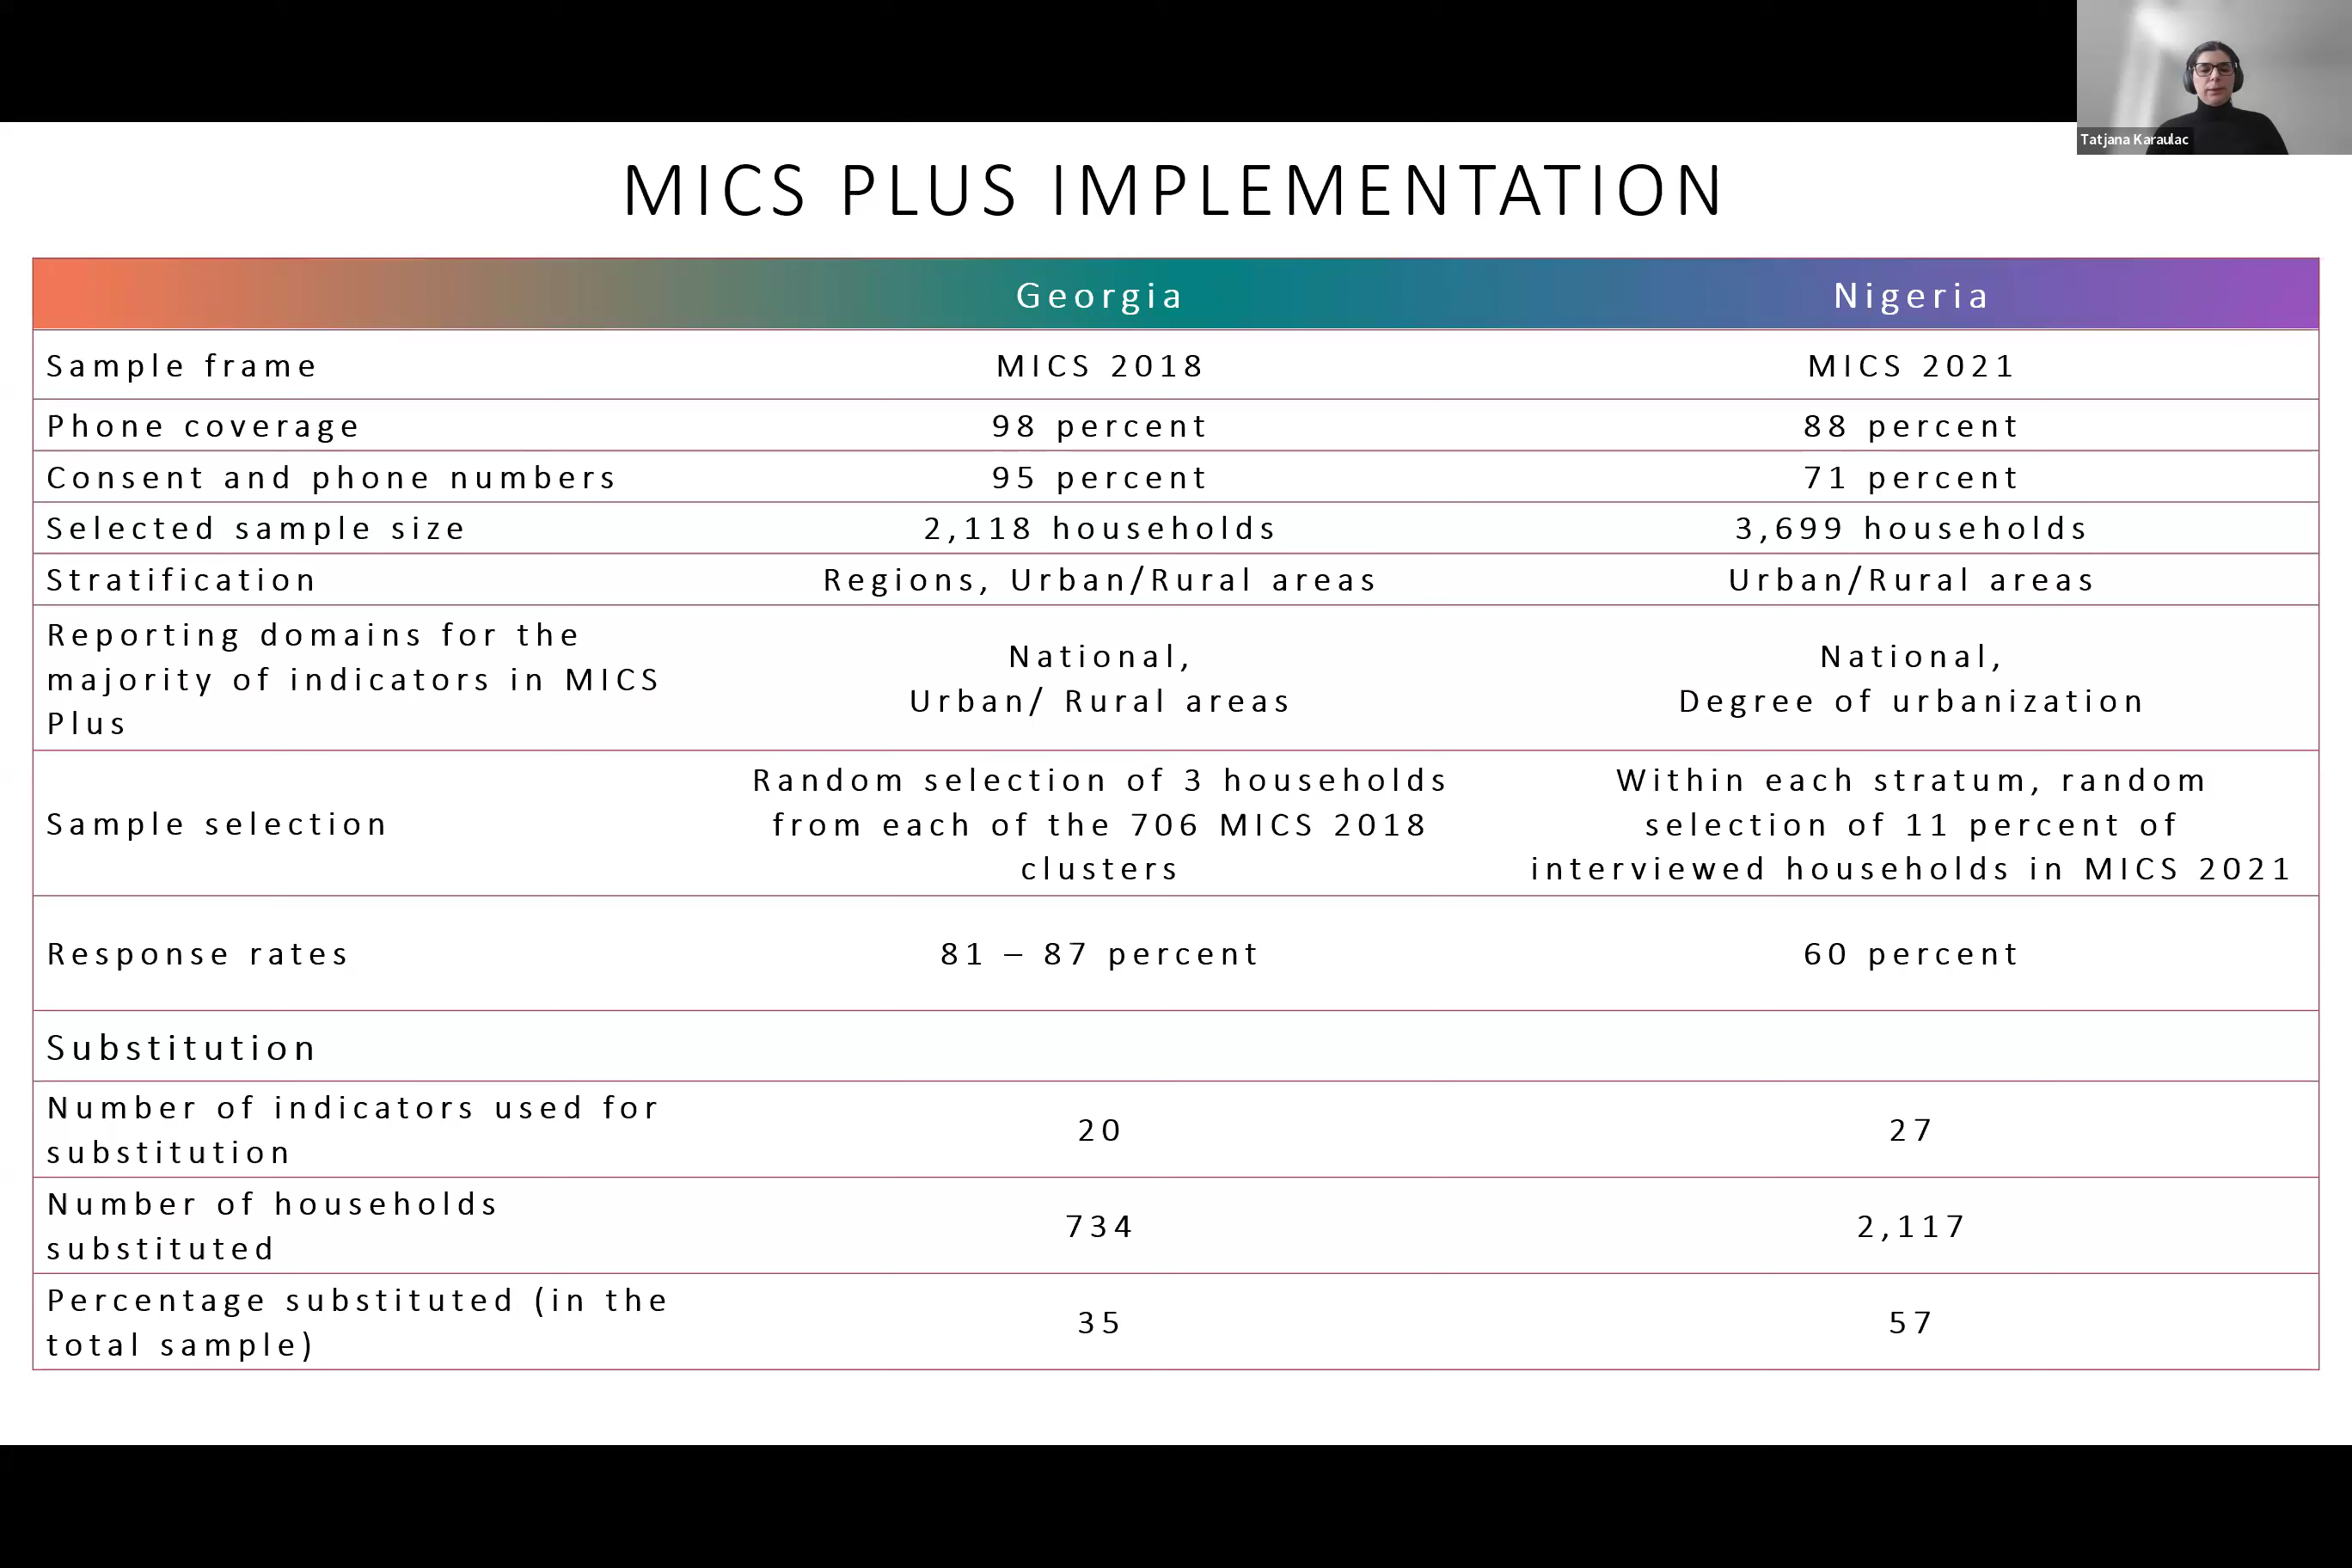 Tatjana Karaulac
MICS PLUS IMPLEMENTATION
Georgia
Nigeria
Sample frame
MICS 2018
MICS 2021
Phone coverage
98 percent
88 percent
Consent and phone numbers
95 percent
71 percent
Selected sample size
2,118 households
3,699 households
Stratification
Regions, Urban/Rural areas
Urban/Rural areas
Reporting domains for the
majority of indicators in MICS
Plus
National,
Urban/ Rural areas
National,
Degree of urbanization
Sample selection
Random selection of 3 households
from each of the 706 MICS 2018
clusters
Within each stratum, random
selection of 11 percent of
interviewed households in MICS 2021
Response rates
81 – 87 percent
60 percent
Substitution
Number of indicators used for
substitution
20
27
Number of households
substituted
734
2,117
Percentage substituted (in the
total sample)
35
57